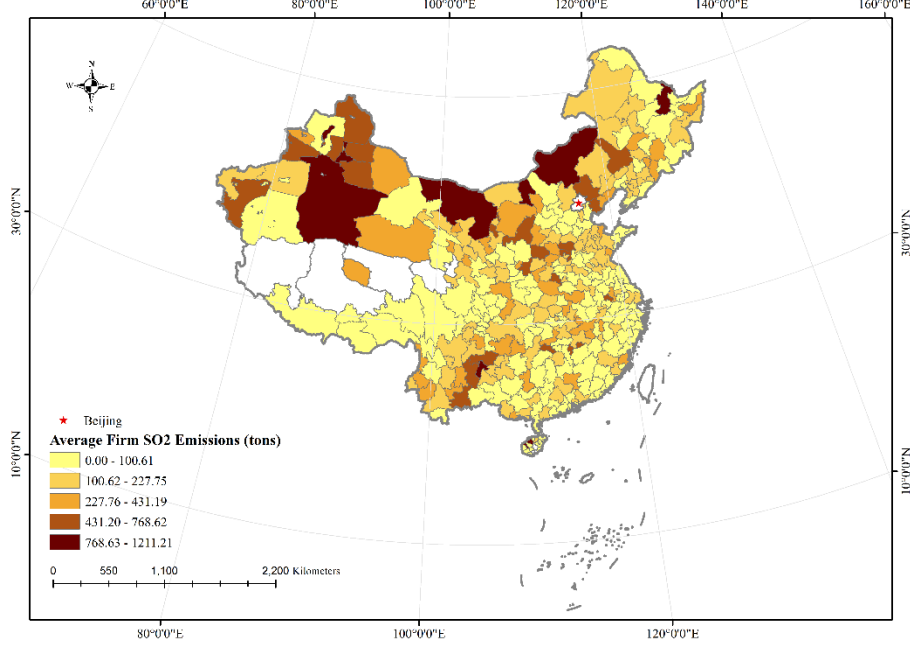 60°0'0"E 80°0'0"E 100°0'0"E 120°0'0"E 140°0'0"E 160°0'0"E
N
W E
S
30°0'0"N 30°0'0"N
Beijing
Average Firm SO2 Emissions (tons)
0.00 - 100.61
100.62 - 227.75
227.76 - 431.19
431.20 - 768.62
768.63 - 1211.21
10°0'0"N 10°0'0"N
0 550 1,100 2,200 Kilometers
80°0'0"E 100°0'0"E 120°0'0"E